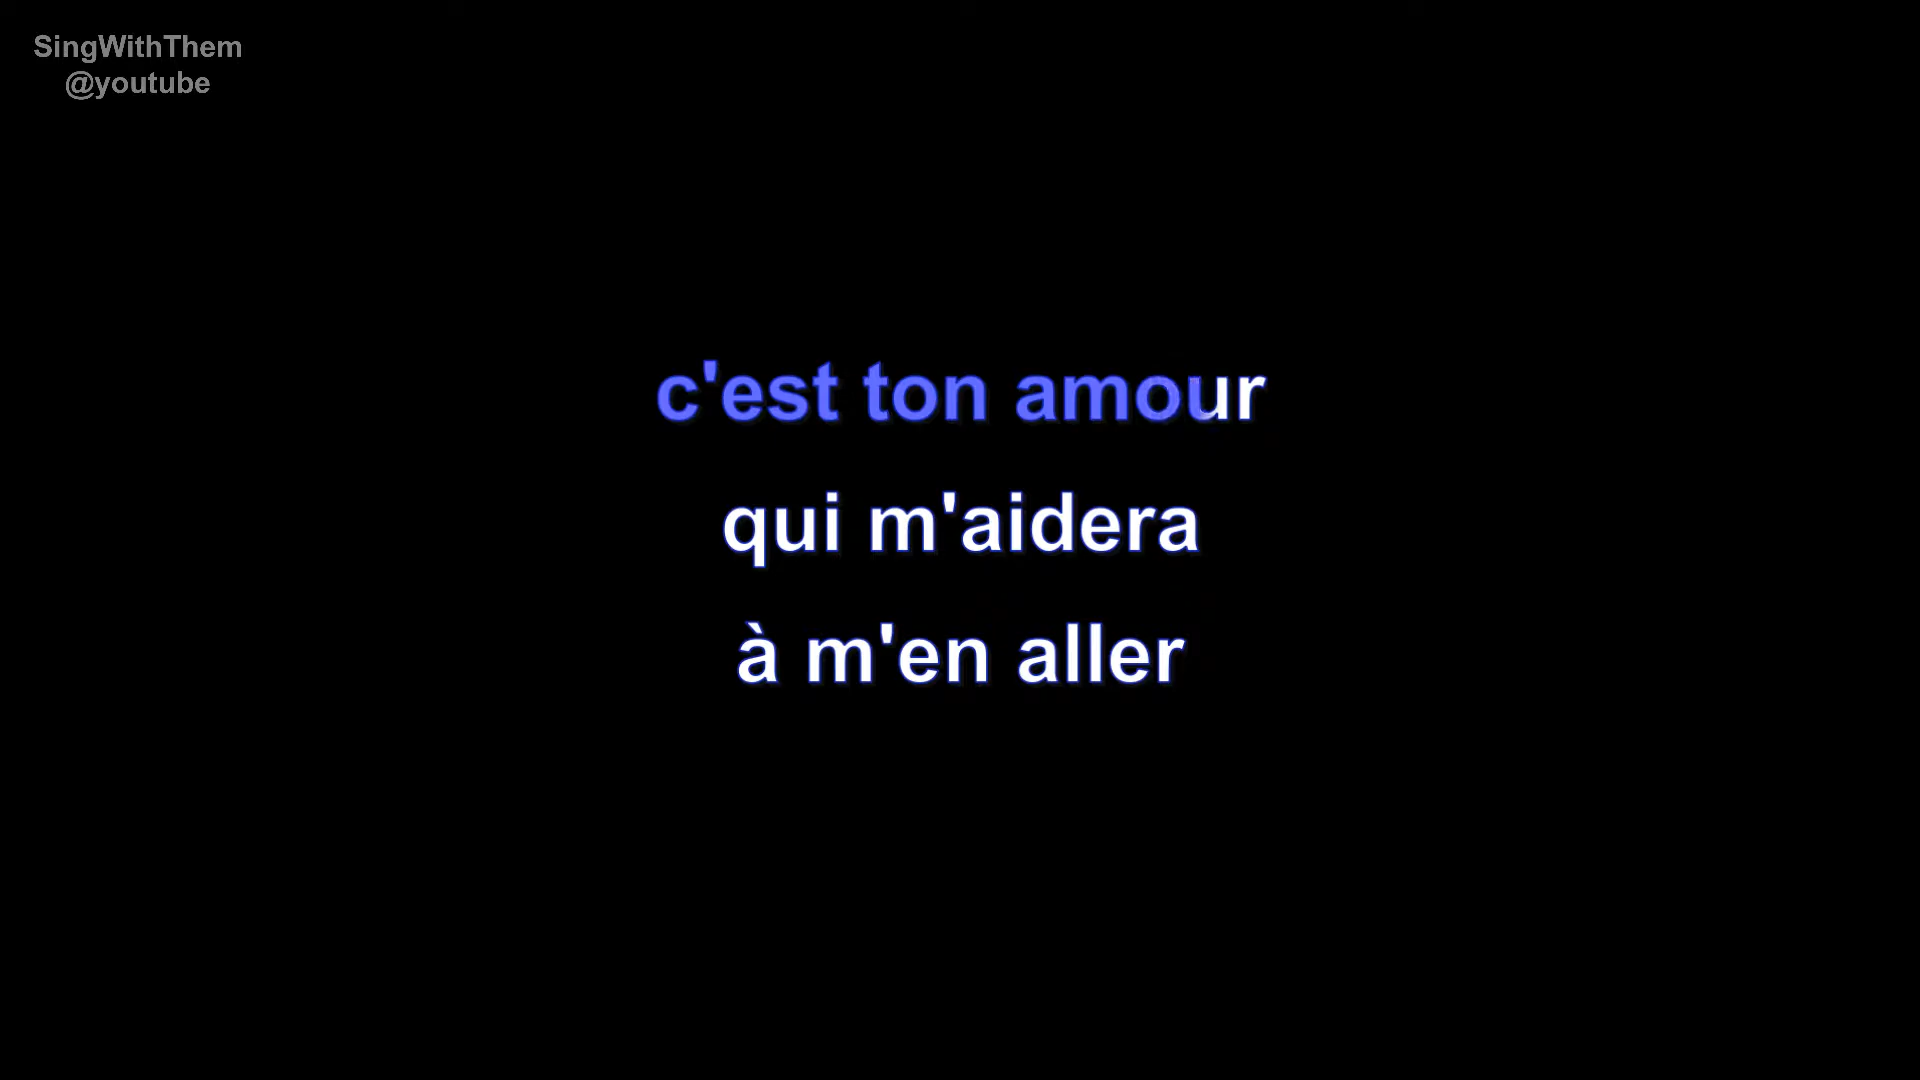 SingWithThem
@youtube
c'est ton amour
qui m'aidera
à m'en aller